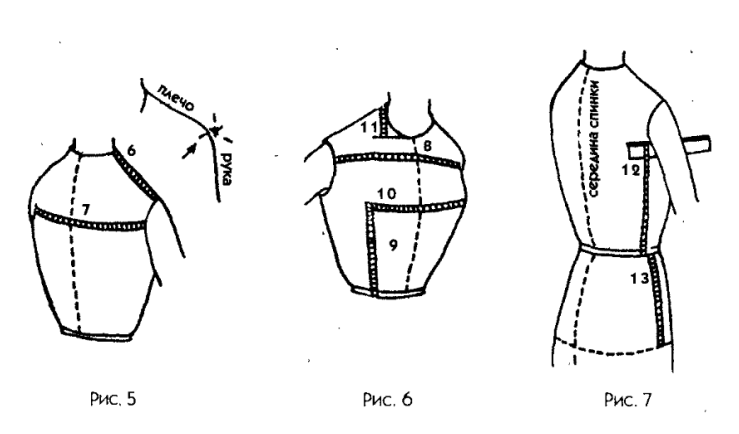 плечо
рука
6
7
Рис. 5
11
8
10
9
Рис. 6
середина спинки
12
13
Рис. 7